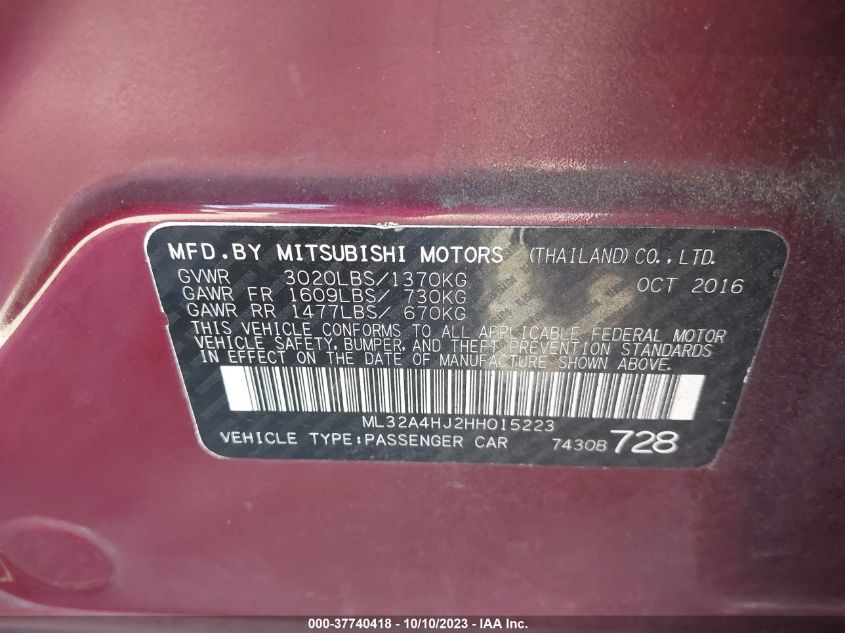 MFD.BY MITSUBISHI MOTORS (THAILAND)CO.,LTD.
GVWR 3020LBS/1370KG OCT 2016
GAWR FR 1609LBS/ 730KG
GAWR RR 1477LBS/ 670KG
THIS VEHICLE CONFORMS TO ALL APPLICABLE FEDERAL MOTOR
VEHICLE SAFETY, BUMPER, AND THEFT PREVENTION STANDARDS
IN EFFECT ON THE DATE OF MANUFACTURE SHOWN ABOVE.
ML32A4HJ2HH015223
VEHICLE TYPE:PASSENGER CAR 7430B 728
000-37740418 - 10/10/2023 - IAA Inc.